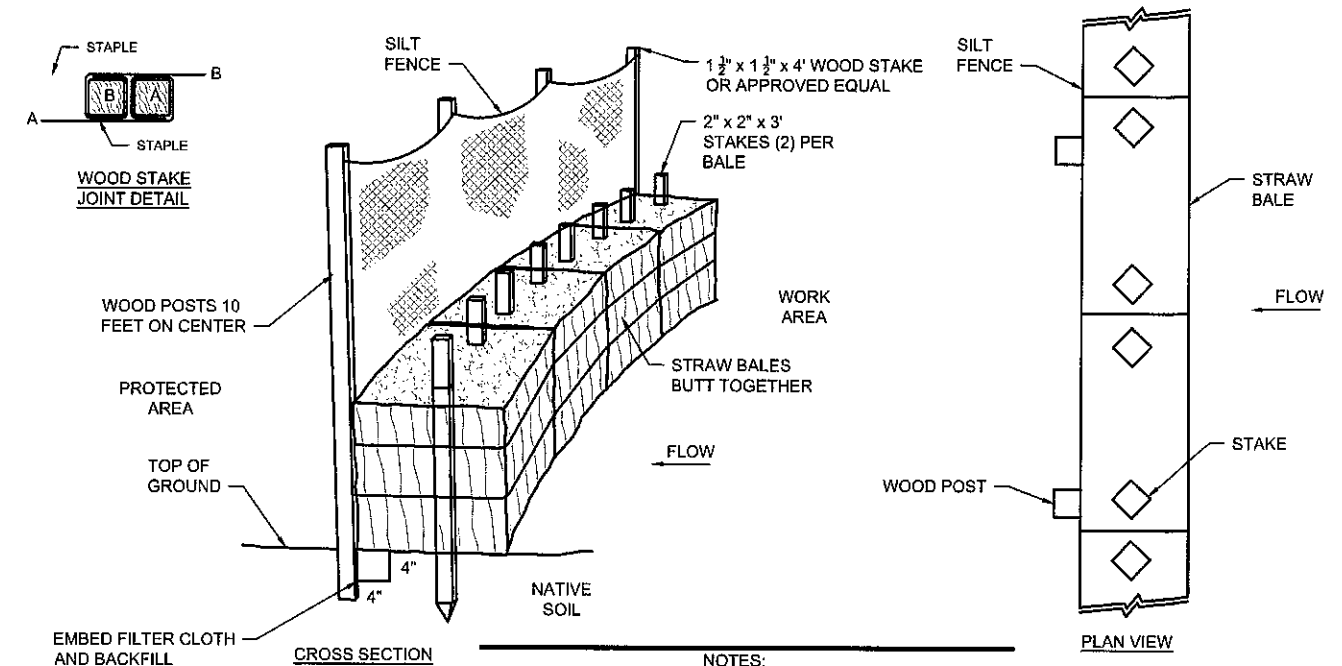 STAPLE
B
B
A
A
STAPLE
WOOD STAKE
JOINT DETAIL
SILT
FENCE
1 1/2" x 1 1/2" x 4' WOOD STAKE
OR APPROVED EQUAL
2" x 2" x 3'
STAKES (2) PER
BALE
WOOD POSTS 10
FEET ON CENTER
PROTECTED
AREA
TOP OF
GROUND
WORK
AREA
STRAW BALES
BUTT TOGETHER
FLOW
4"
4"
NATIVE
SOIL
EMBED FILTER CLOTH
AND BACKFILL
CROSS SECTION
NOTES:
SILT
FENCE
STRAW
BALE
FLOW
STAKE
WOOD POST
PLAN VIEW